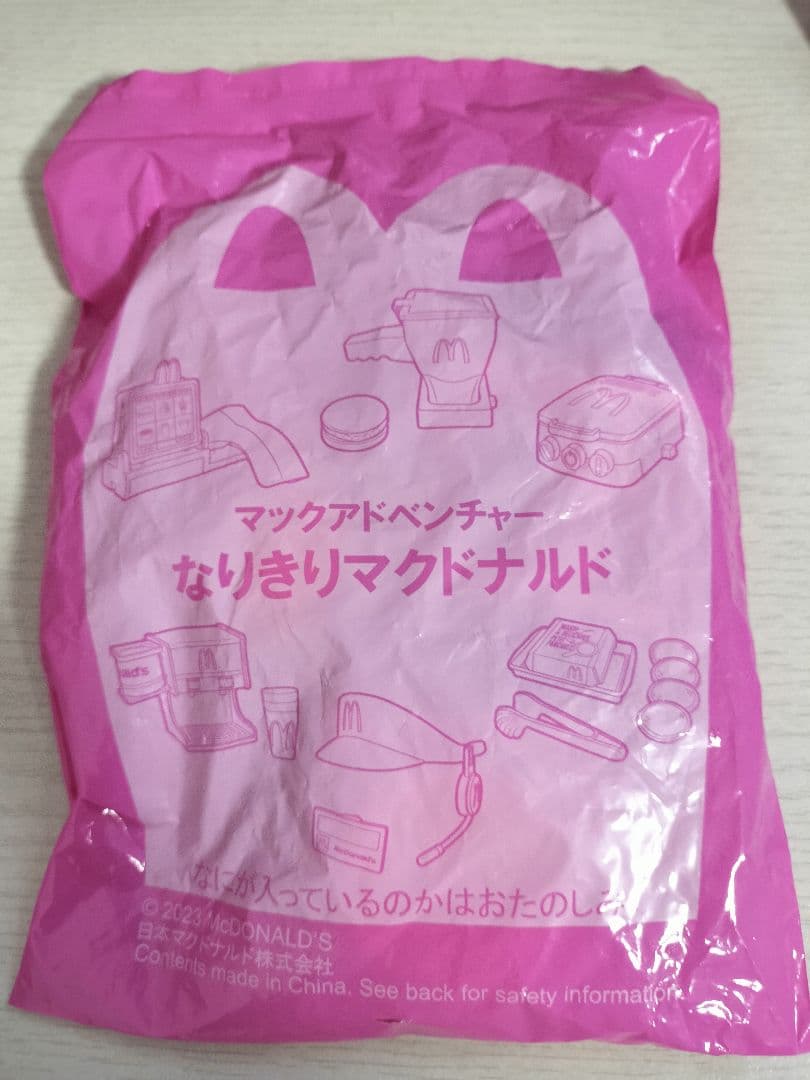 マックアドベンチャー
なりきりマクドナルド
ald's
McDonald's
なにが入っているのかはおたのしみ
© 2023 McDONALD'S
日本マクドナルド株式会社
Contents made in China. See back for safety information.